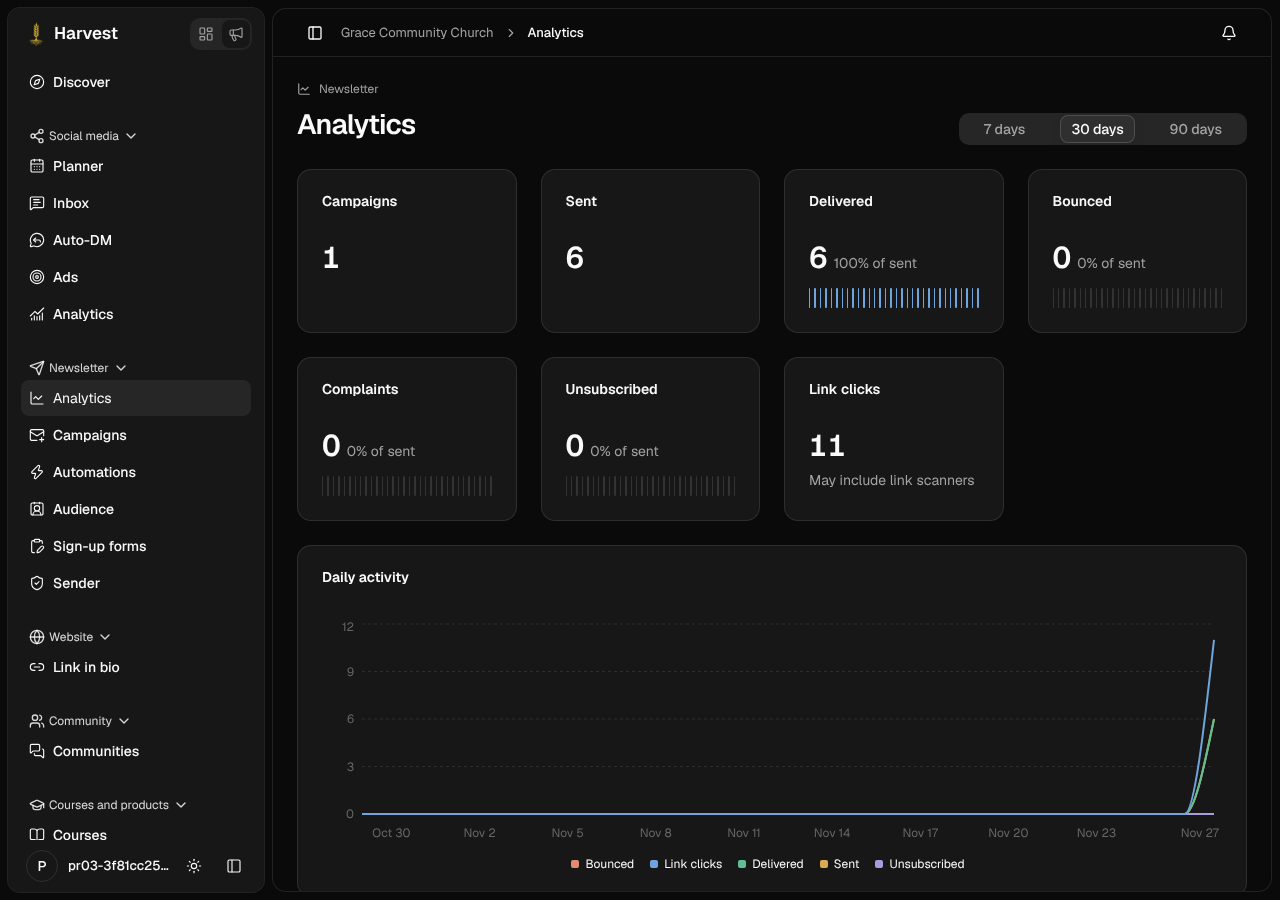 Harvest
Discover
Social media
Planner
Inbox
Auto-DM
Ads
Analytics
Newsletter
Analytics
Campaigns
Automations
Audience
Sign-up forms
Sender
Website
Link in bio
Community
Communities
Courses and products
Courses
P pr03-3f81cc25...
Grace Community Church > Analytics
Newsletter
Analytics
7 days 30 days 90 days
Campaigns
1
Sent
6
Delivered
6 100% of sent
Bounced
0 0% of sent
Complaints
0 0% of sent
Unsubscribed
0 0% of sent
Link clicks
11
May include link scanners
Daily activity
12
9
6
3
0
Oct 30 Nov 2 Nov 5 Nov 8 Nov 11 Nov 14 Nov 17 Nov 20 Nov 23 Nov 27
Bounced Link clicks Delivered Sent Unsubscribed